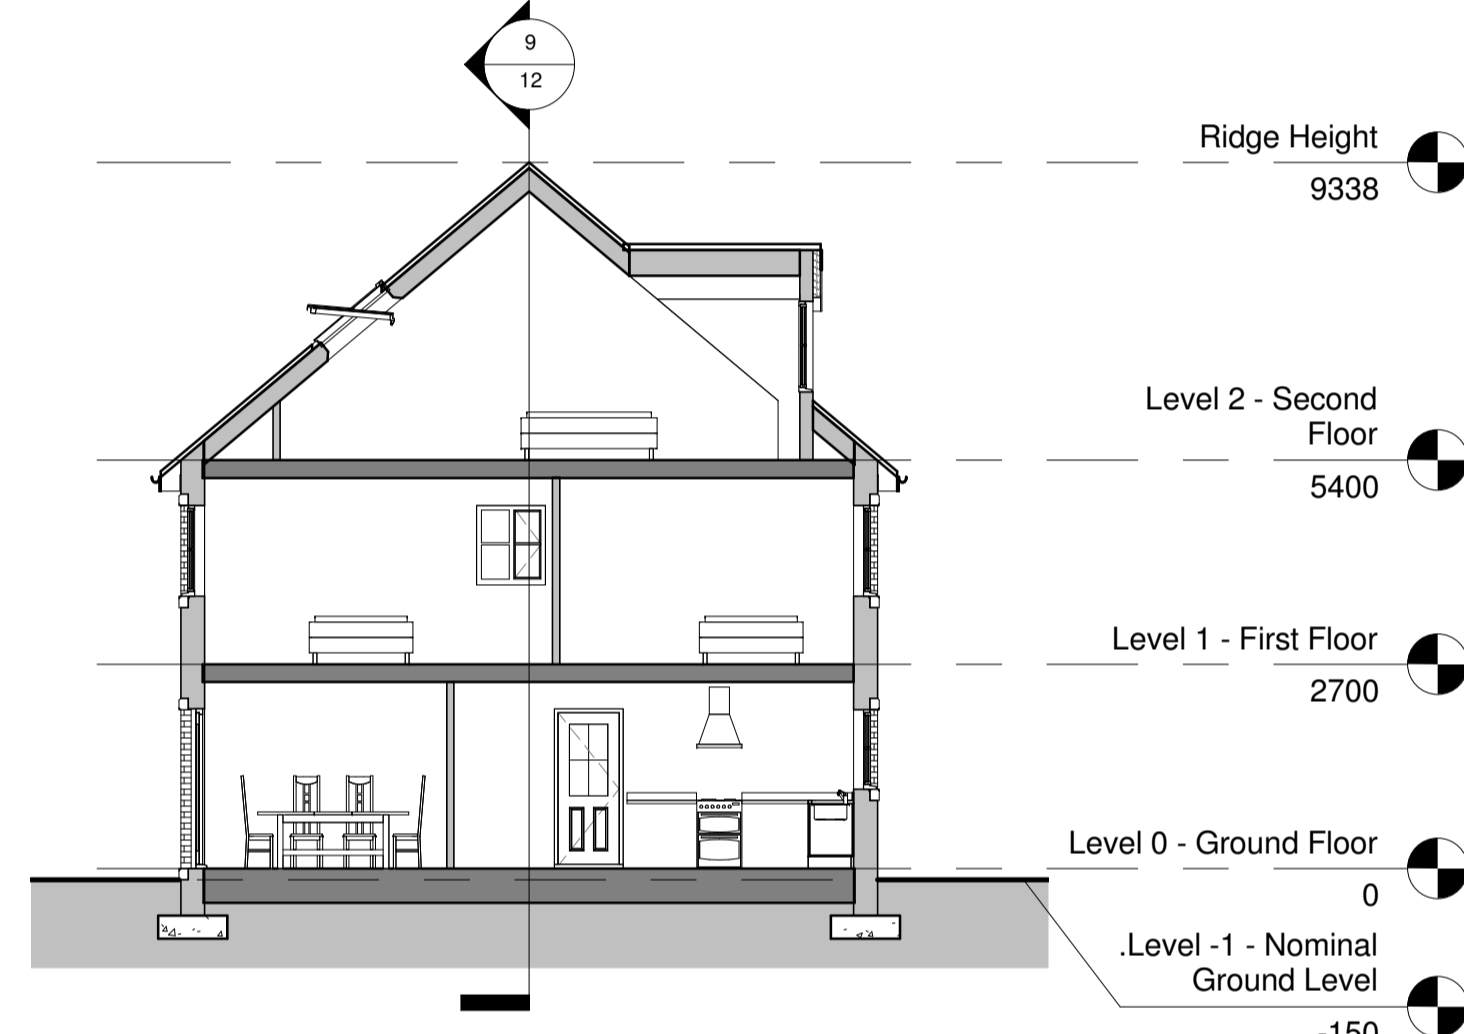 9
12
Ridge Height
9338
Level 2 - Second
Floor
5400
Level 1 - First Floor
2700
Level 0 - Ground Floor
0
.Level -1 - Nominal
Ground Level
-150